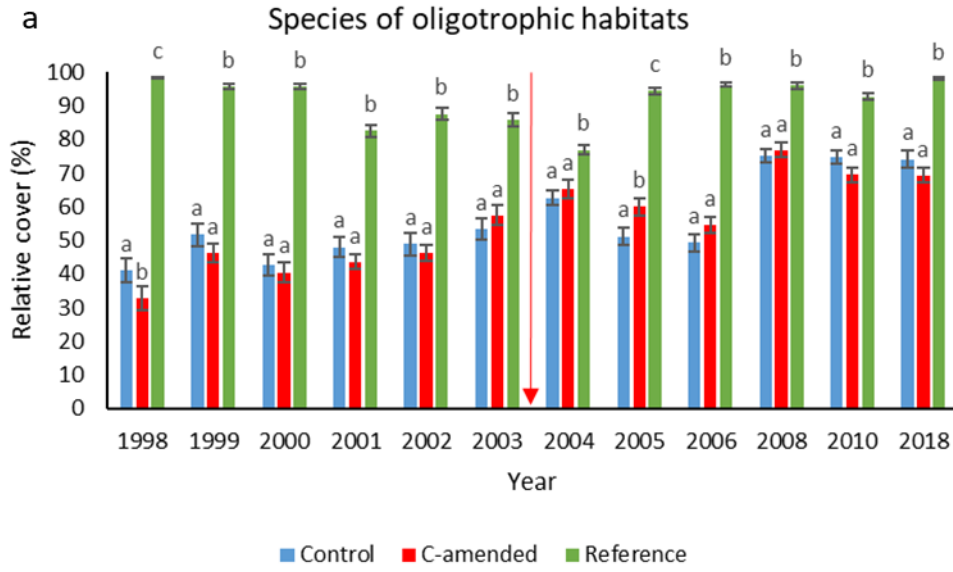 a
Species of oligotrophic habitats
c b b b b b b c b b b b
a b a a a a a a a a a a a a a b a a a a a a a a
Relative cover (%)
100
90
80
70
60
50
40
30
20
10
0
1998 1999 2000 2001 2002 2003 2004 2005 2006 2008 2010 2018
Year
Control C-amended Reference